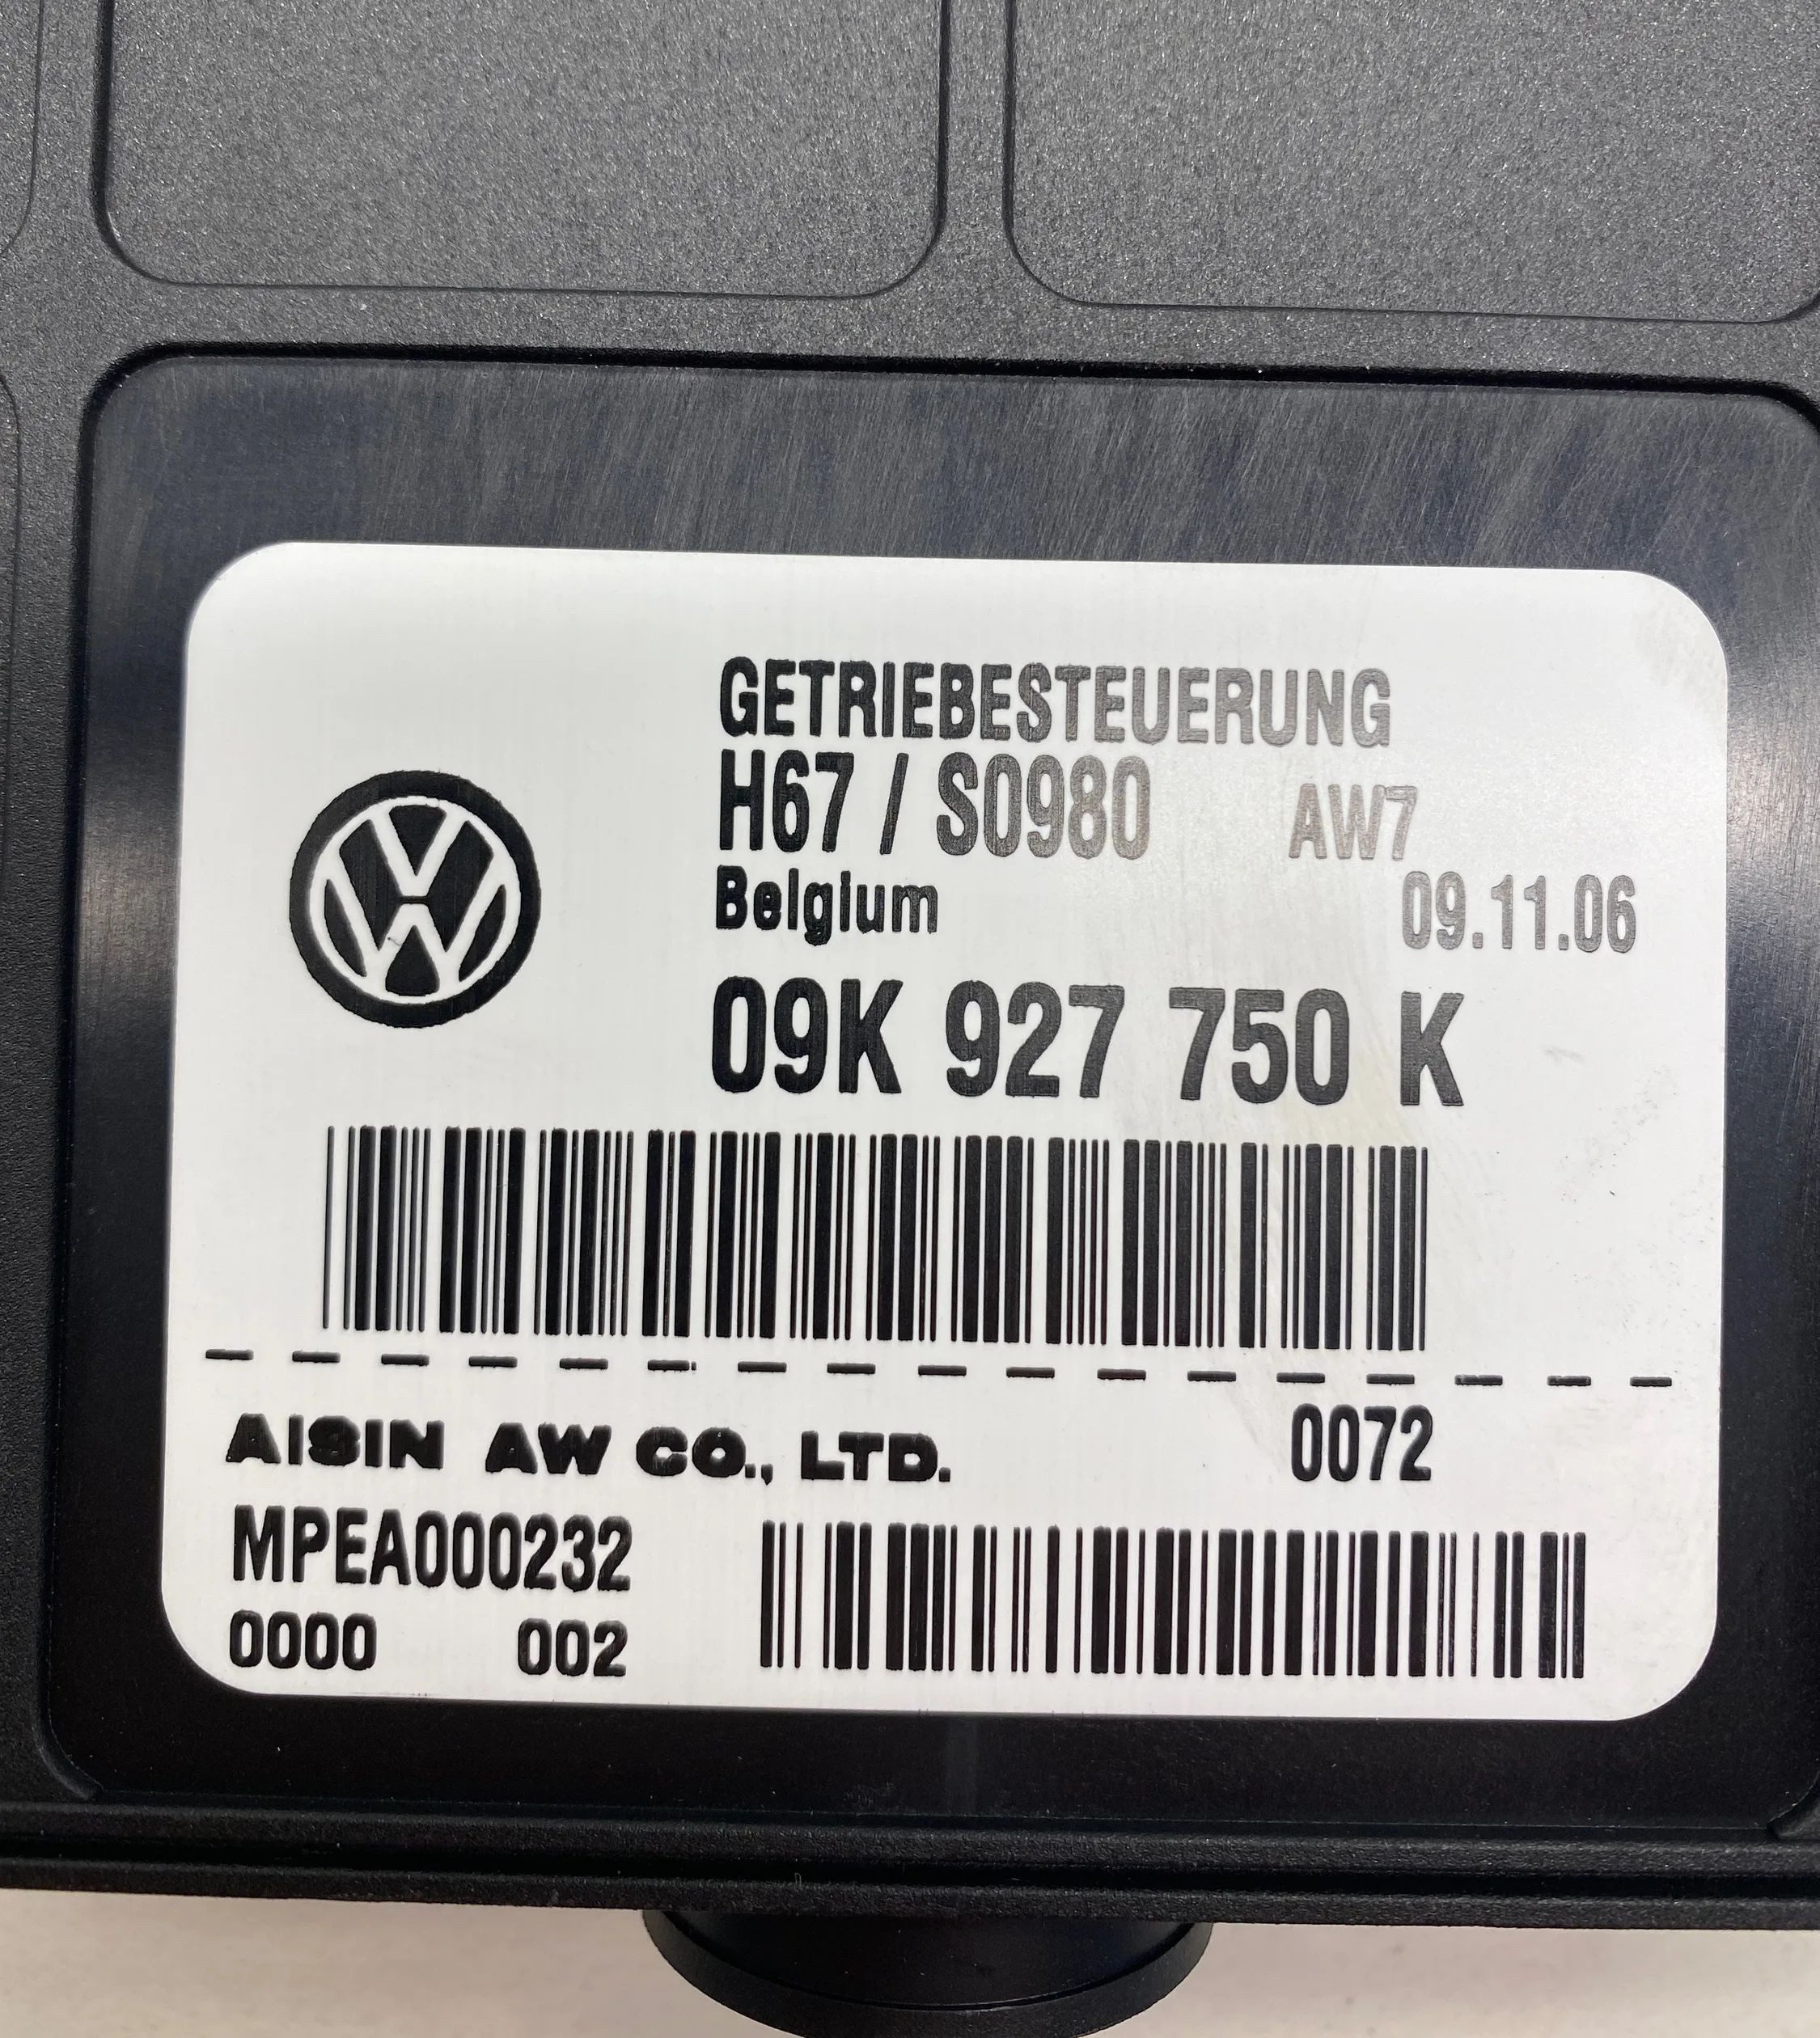 GETRIEBESTEUERUNG
H67 / S0980 AW7
Belgium 09.11.06
09K 927 750 K
AISIN AW CO., LTD. 0072
MPEA000232
0000 002